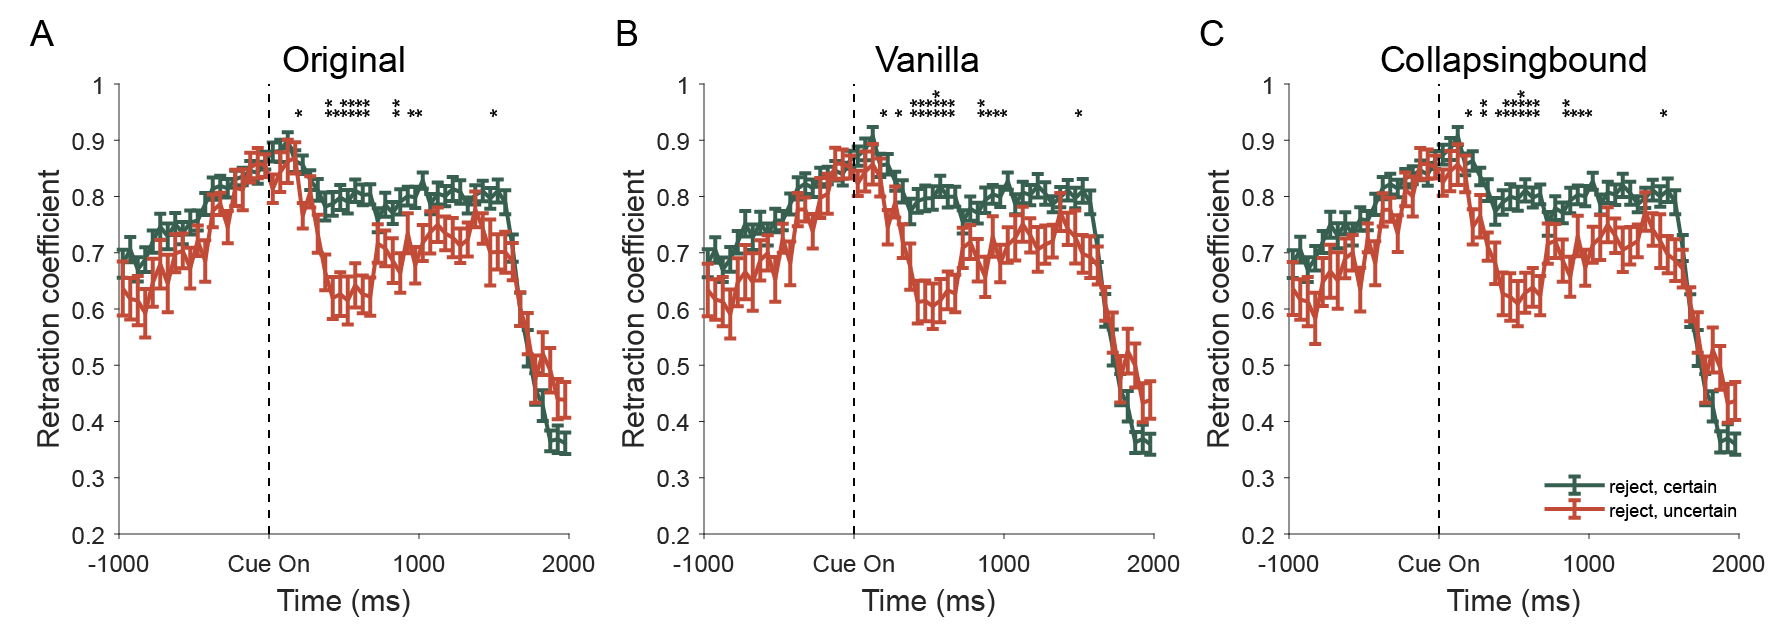 A
Original
Retraction coefficient
1
0.9
0.8
0.7
0.6
0.5
0.4
0.3
0.2
* * **** * * **
****** *
-1000
Cue On
1000
2000
Time (ms)
B
Vanilla
Retraction coefficient
1
0.9
0.8
0.7
0.6
0.5
0.4
0.3
0.2
-1000
Cue On
1000
2000
Time (ms)
C
Collapsingbound
Retraction coefficient
1
0.9
0.8
0.7
0.6
0.5
0.4
0.3
0.2
-1000
Cue On
1000
2000
Time (ms)
reject, certain
reject, uncertain